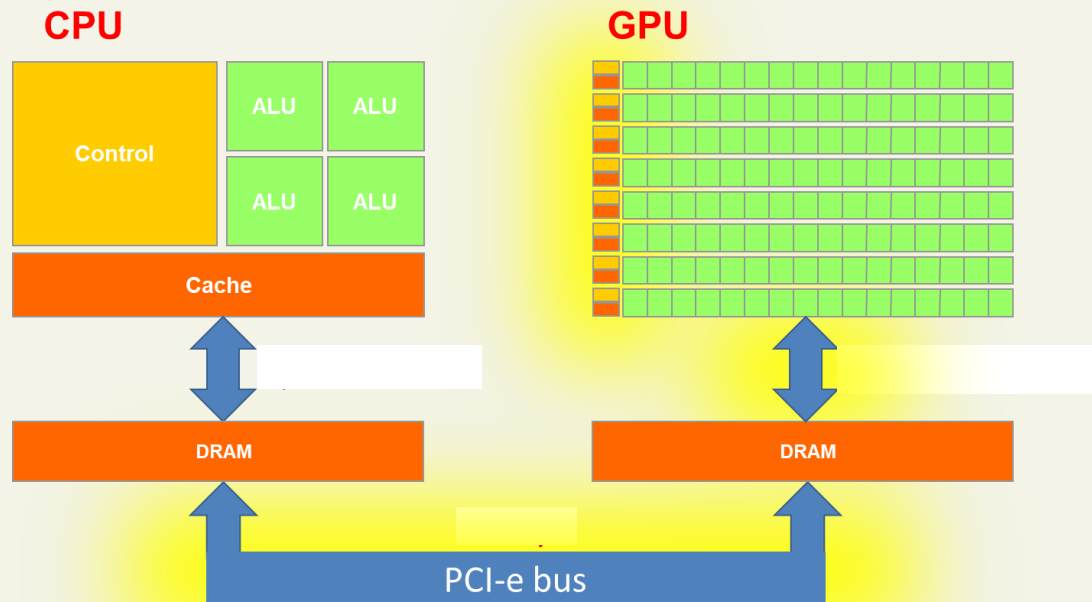 CPU
GPU
Control
ALU
ALU
ALU
ALU
Cache
DRAM
DRAM
PCI-e bus